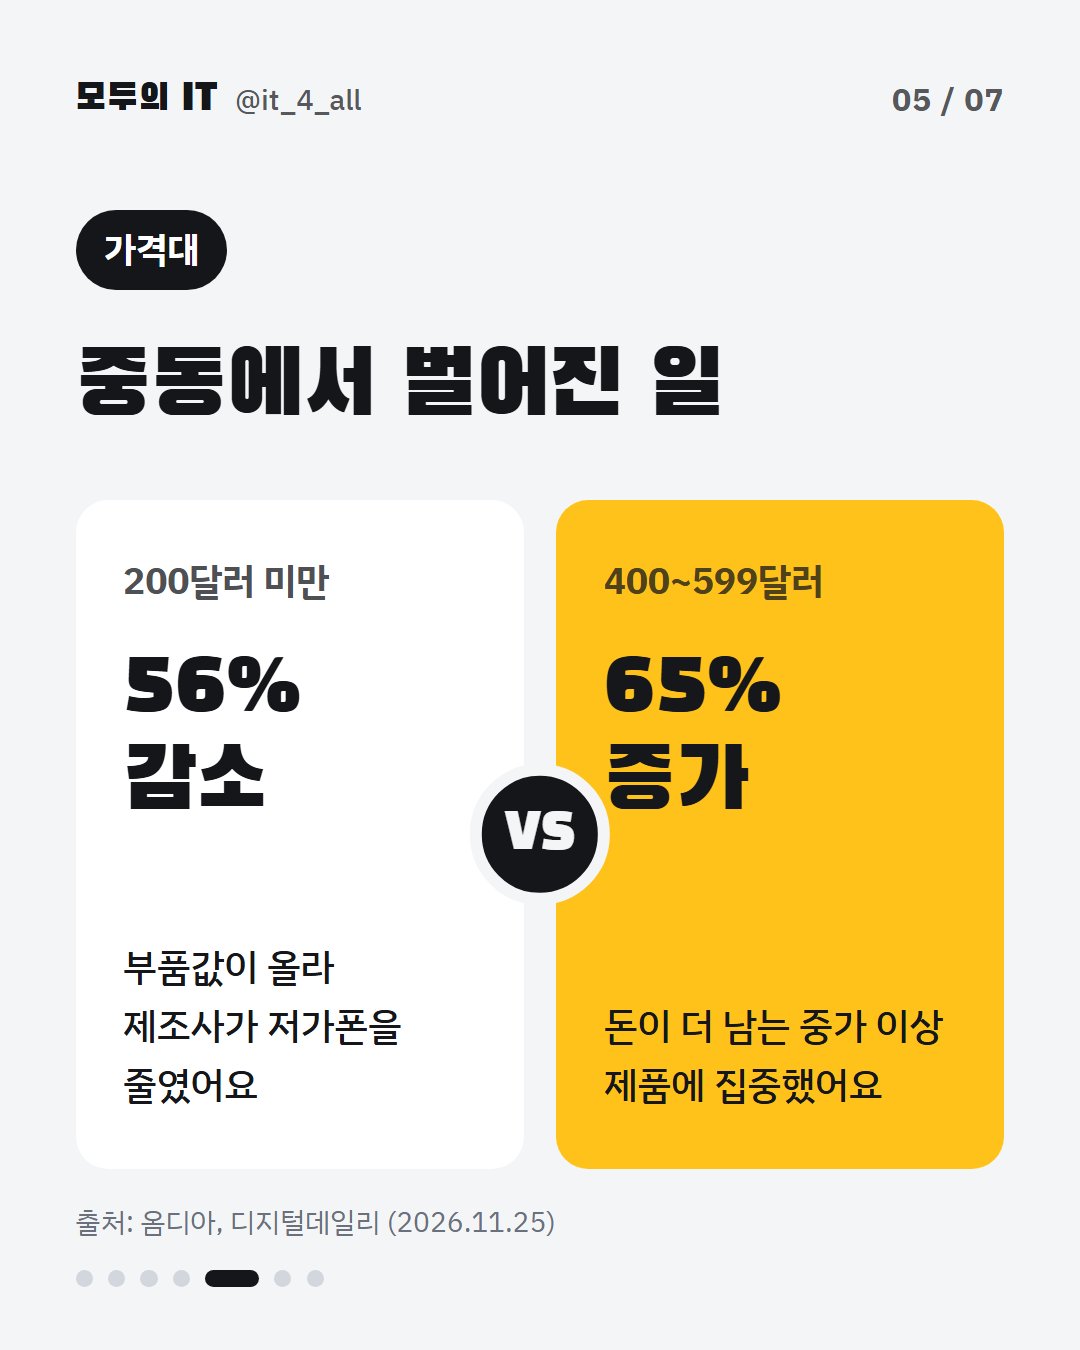 모두의 IT @it_4_all
05 / 07
가격대
중동에서 벌어진 일
200달러 미만
56%
감소
부품값이 올라
제조사가 저가폰을
줄였어요
VS
400~599달러
65%
증가
돈이 더 남는 중가 이상
제품에 집중했어요
출처: 옴디아, 디지털데일리 (2026.11.25)